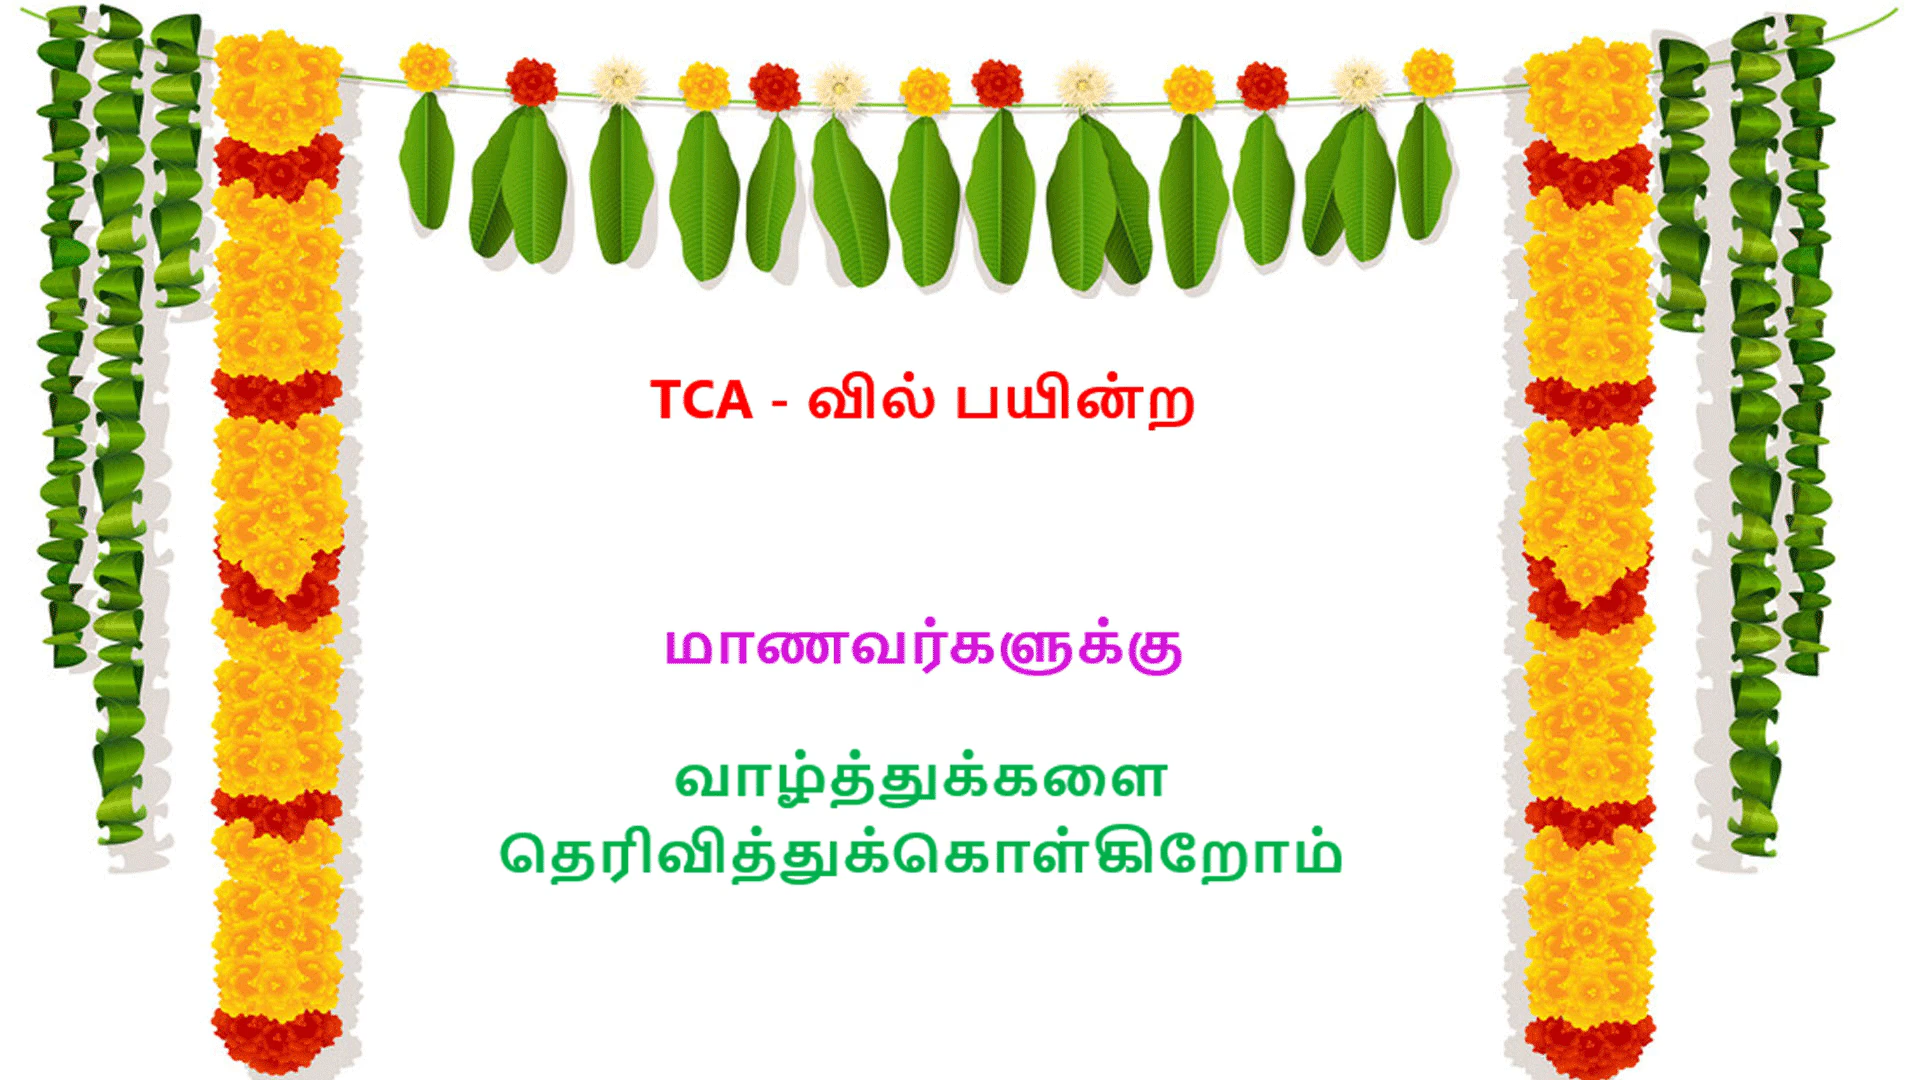 TCA - வில் பயின்ற
மாணவர்களுக்கு
வாழ்த்துக்களை
தெரிவித்துக்கொள்கிறோம்